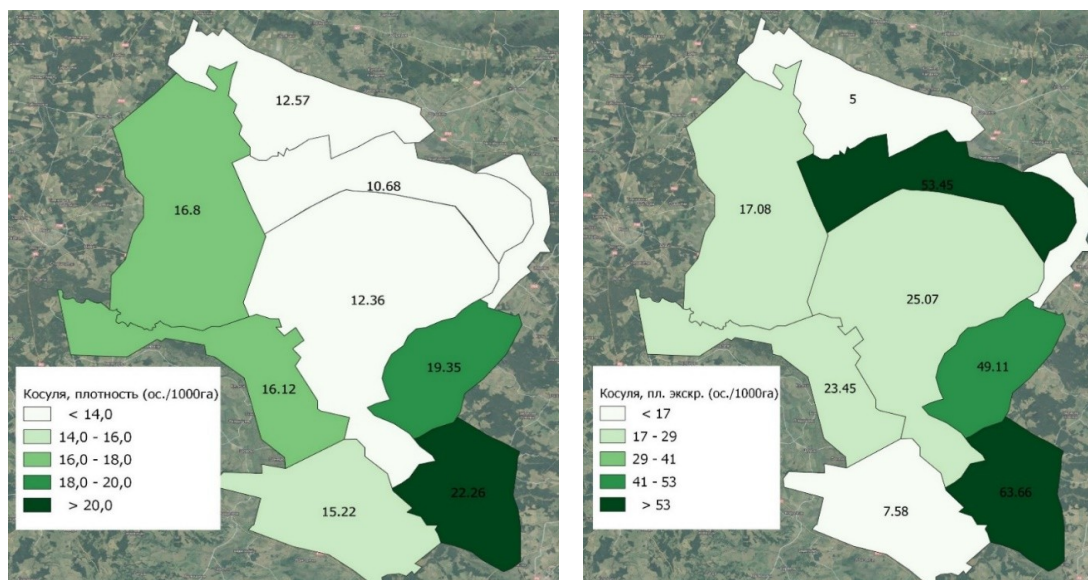 12.57
10.68
16.8
12.36
19.35
16.12
22.26
15.22
Косуля, плотность (ос./1000га)
< 14,0
14,0 - 16,0
16,0 - 18,0
18,0 - 20,0
> 20,0
5
53.45
17.08
25.07
49.11
23.45
63.66
7.58
Косуля, пл. экскр. (ос./1000га)
< 17
17 - 29
29 - 41
41 - 53
> 53